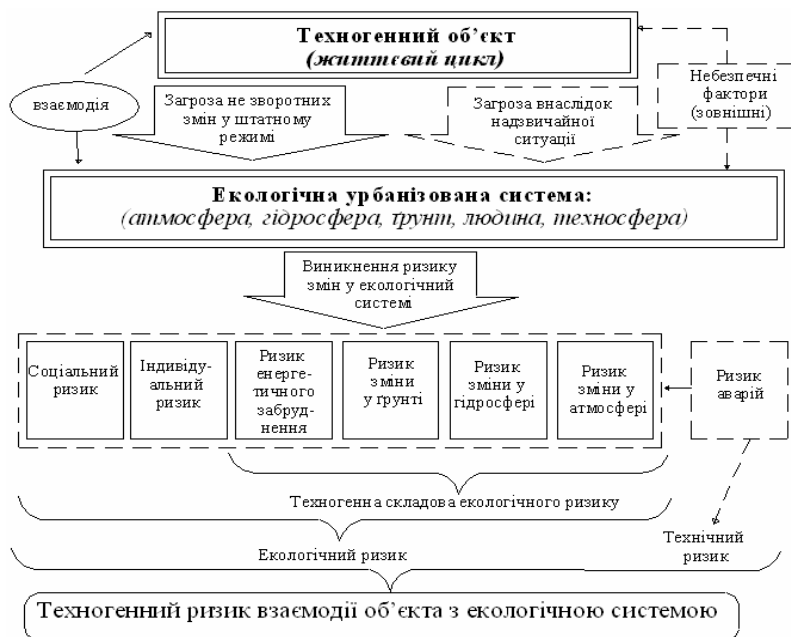 Техногенний об’єкт
(життєвий цикл)
взаємодія
Загроза не зворотних
змін у штатному
режимі
Загроза внаслідок
надзвичайної
ситуації
Небезпечні
фактори
(зовнішні)
Екологічна урбанізована система:
(атмосфера, гідросфера, ґрунт, людина, техносфера)
Виникнення ризику
змін у екологічний
системі
Соціальний
ризик
Індивіду-
альний
ризик
Ризик
енерге-
тичного
забруд-
нення
Ризик
зміни
у ґрунті
Ризик
зміни у
гідросфері
Ризик
зміни у
атмосфері
Ризик
аварій
Техногенна складова екологічного ризику
Екологічний ризик
Технічний
ризик
Техногенний ризик взаємодії об’єкта з екологічною системою